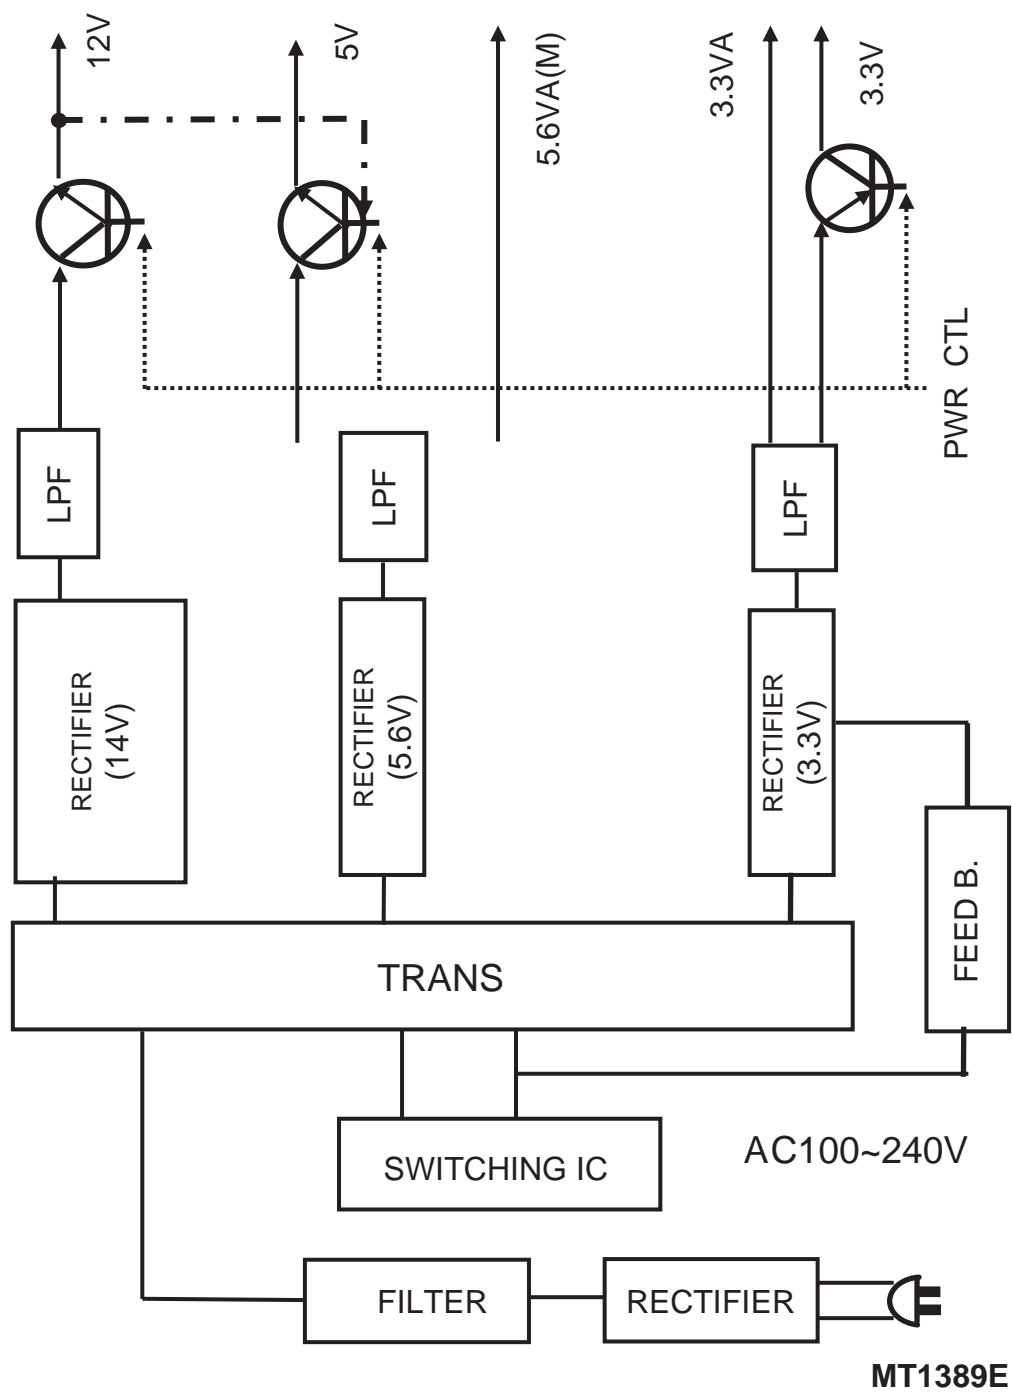 12V
5V
5.6VA(M)
3.3VA
3.3V
PWR CTL
LPF
LPF
LPF
RECTIFIER
(14V)
RECTIFIER
(5.6V)
RECTIFIER
(3.3V)
FEED B.
TRANS
SWITCHING IC
AC100~240V
FILTER
RECTIFIER
MT1389E